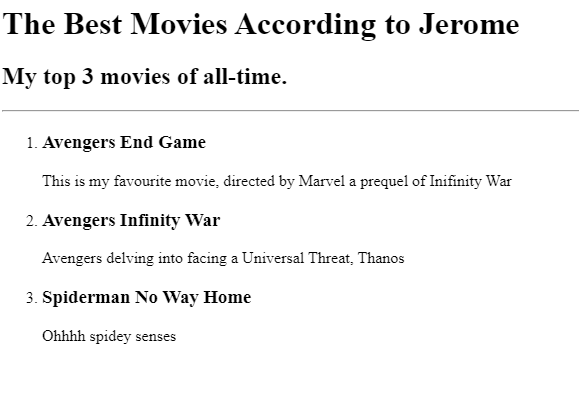 The Best Movies According to Jerome
My top 3 movies of all-time.
1. Avengers End Game
This is my favourite movie, directed by Marvel a prequel of Inifinity War
2. Avengers Infinity War
Avengers delving into facing a Universal Threat, Thanos
3. Spiderman No Way Home
Ohhhh spidey senses